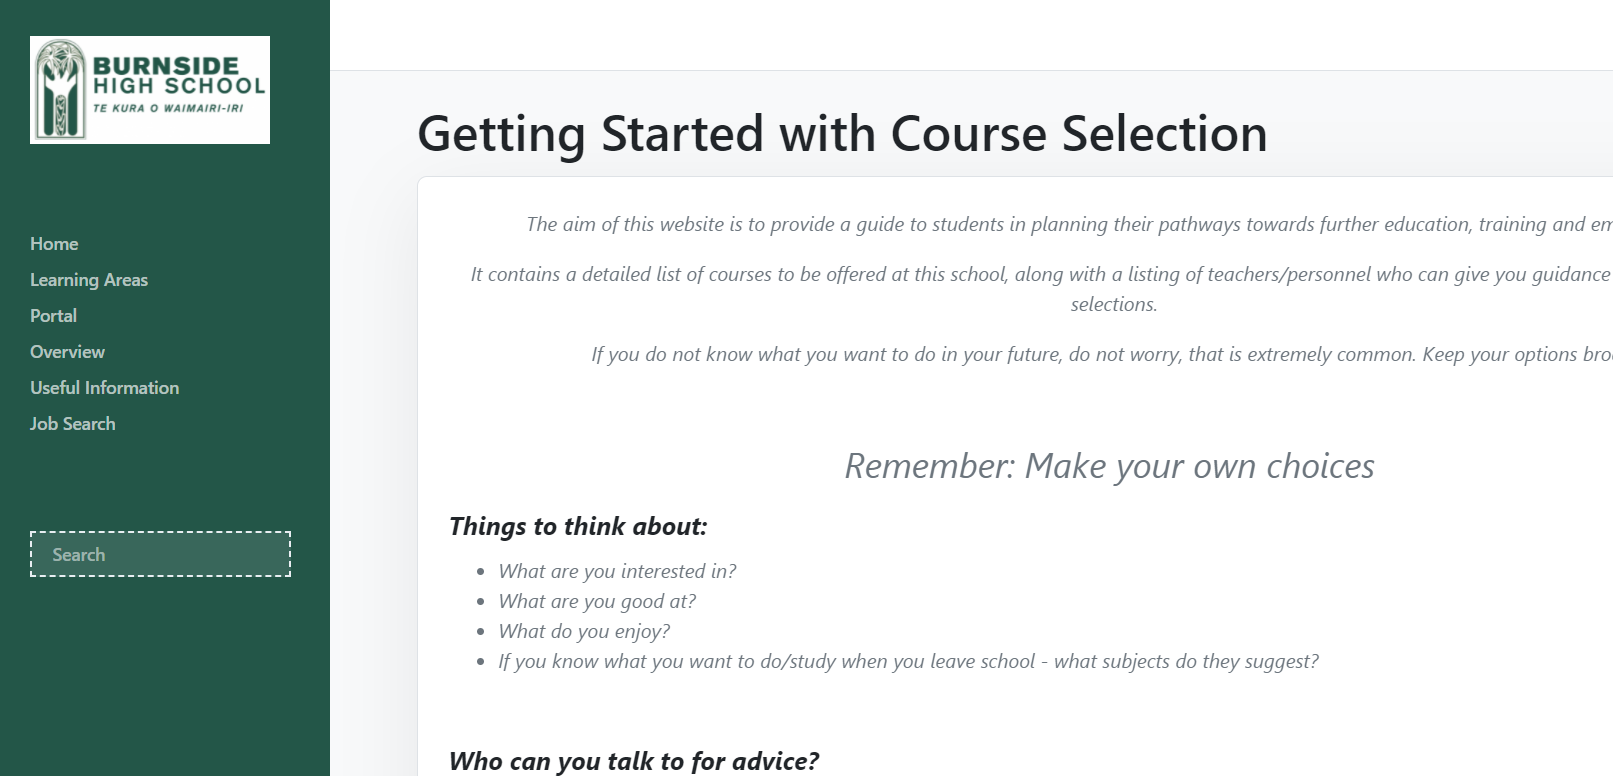 BURNSIDE
HIGH SCHOOL
TE KURA O WAIMAIRI-IRI
Home
Learning Areas
Portal
Overview
Useful Information
Job Search
Search
Getting Started with Course Selection
The aim of this website is to provide a guide to students in planning their pathways towards further education, training and em
It contains a detailed list of courses to be offered at this school, along with a listing of teachers/personnel who can give you guidance
selections.
If you do not know what you want to do in your future, do not worry, that is extremely common. Keep your options bro
Remember: Make your own choices
Things to think about:
• What are you interested in?
• What are you good at?
• What do you enjoy?
• If you know what you want to do/study when you leave school - what subjects do they suggest?
Who can you talk to for advice?